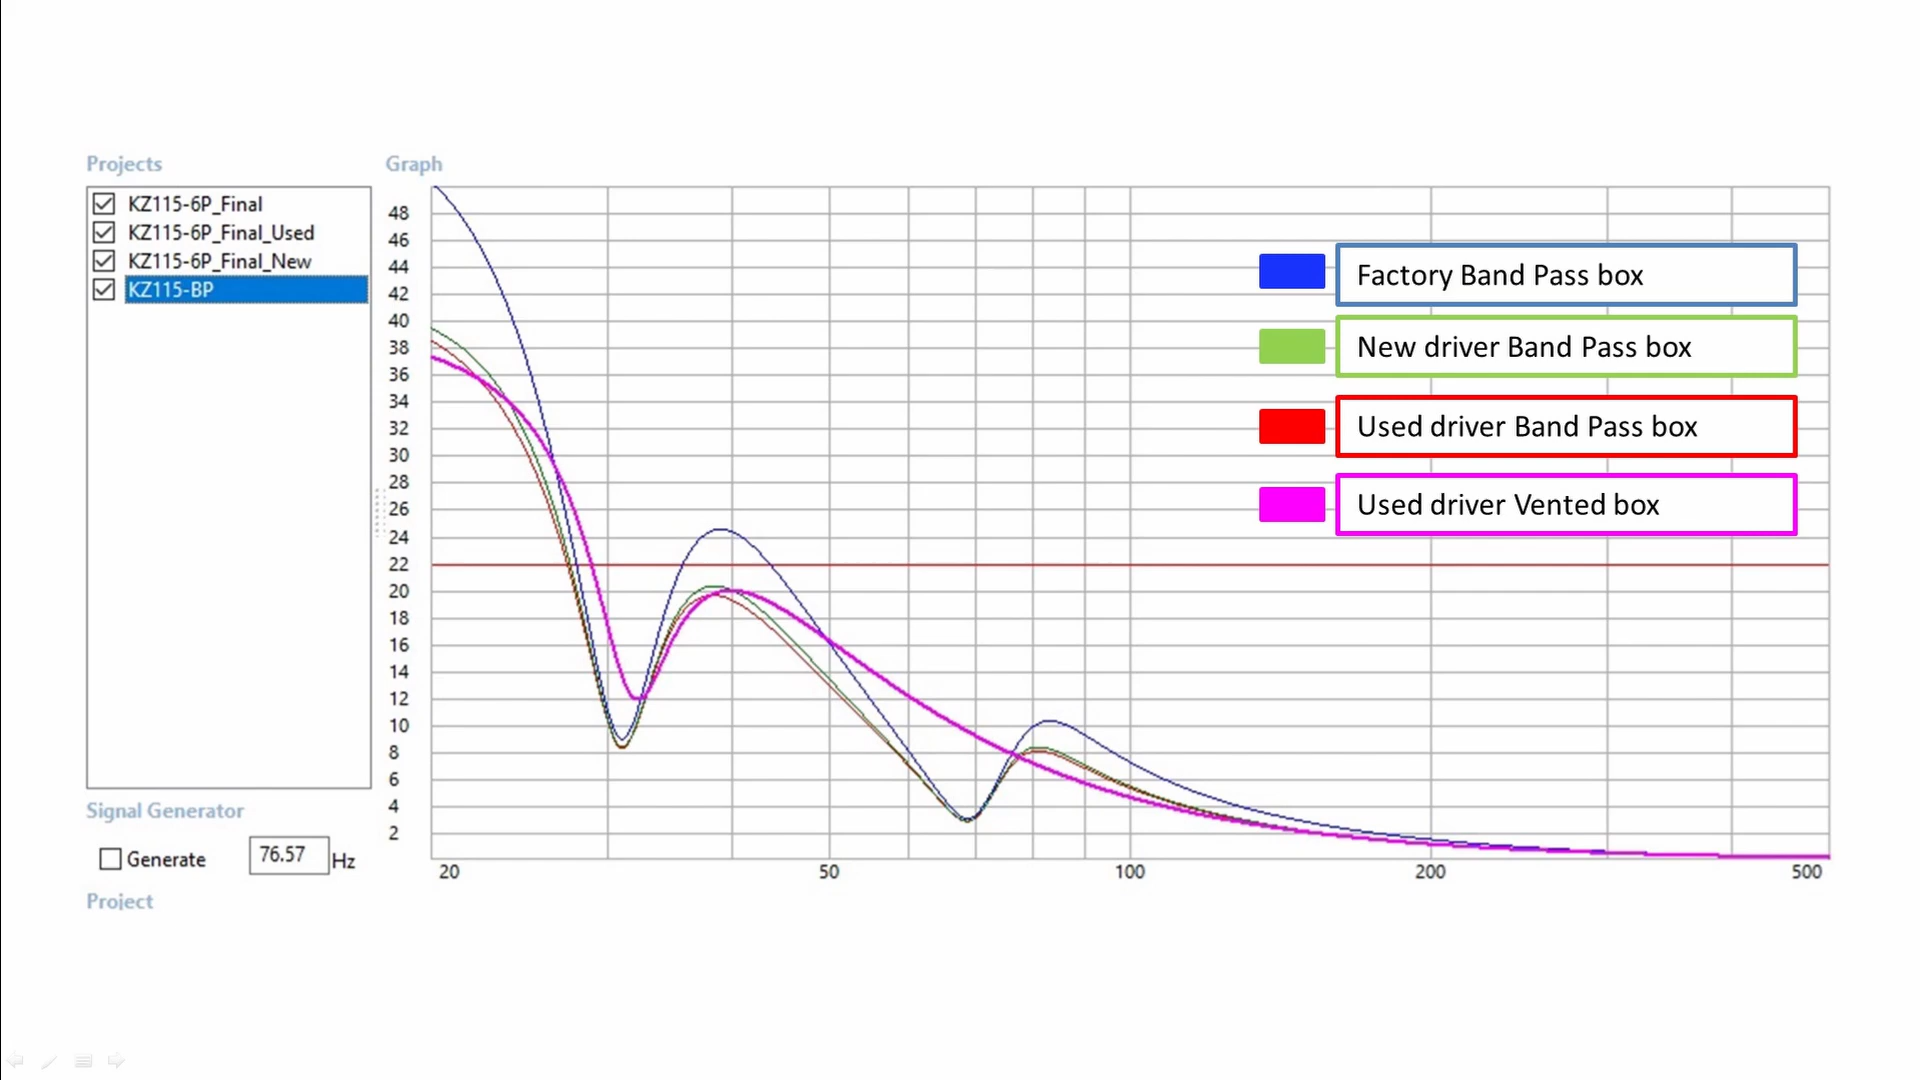 Projects
Graph
KZ115-6P_Final
KZ115-6P_Final_Used
KZ115-6P_Final_New
KZ115-BP
48
46
44
42
40
38
36
34
32
30
28
26
24
22
20
18
16
14
12
10
8
6
4
2
Factory Band Pass box
New driver Band Pass box
Used driver Band Pass box
Used driver Vented box
20 50 100 200 500
Signal Generator
Generate 76.57 Hz
Project